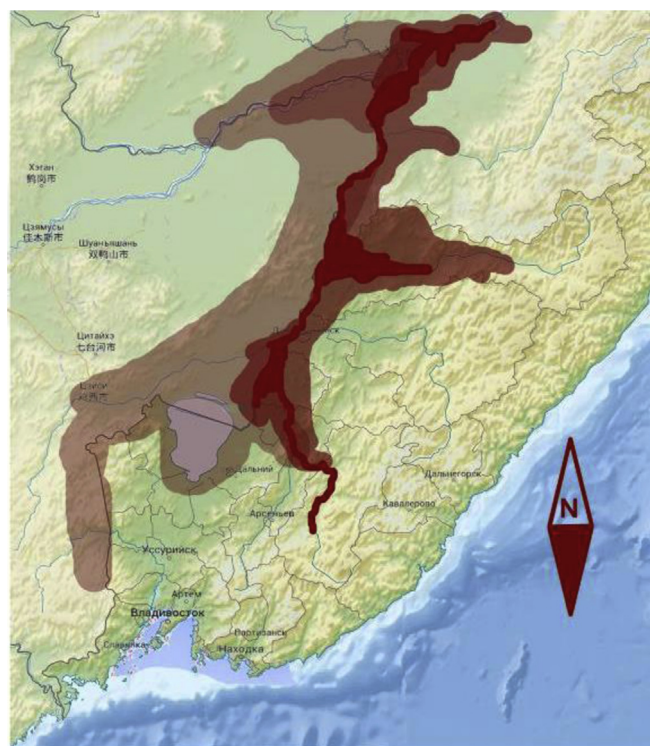 Хэган
鹤岗市
Цзямусы
佳木斯市
Шуанъяшань
双鸭山市
Цитайхэ
七台河市
Дальнегорск
Арсеньев
Кавалерово
Уссурийск
Артем
Владивосток
Партизанск
Славянка
Находка
N